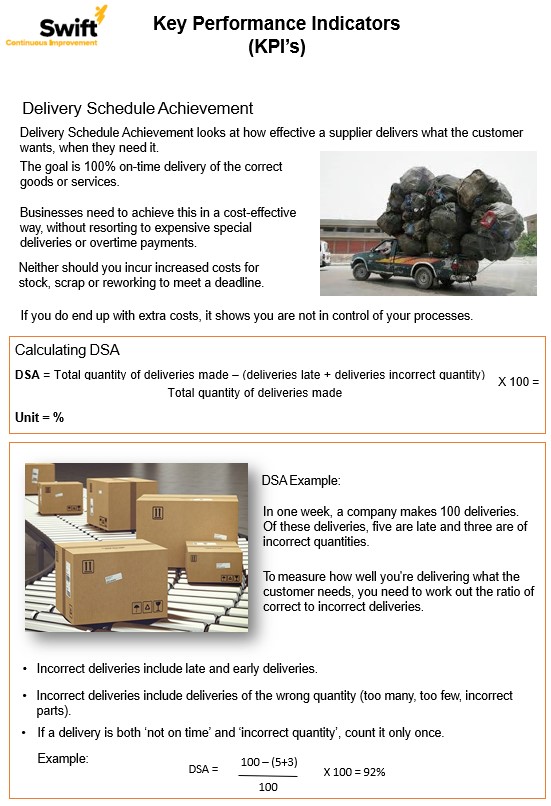 Swift
Continuous Improvement
Key Performance Indicators
(KPI's)
Delivery Schedule Achievement
Delivery Schedule Achievement looks at how effective a supplier delivers what the customer
wants, when they need it.
The goal is 100% on-time delivery of the correct
goods or services.
Businesses need to achieve this in a cost-effective
way, without resorting to expensive special
deliveries or overtime payments.
Neither should you incur increased costs for
stock, scrap or reworking to meet a deadline.
If you do end up with extra costs, it shows you are not in control of your processes.
Calculating DSA
DSA = Total quantity of deliveries made – (deliveries late + deliveries incorrect quantity)
X 100 =
Total quantity of deliveries made
Unit = %
DSA Example:
In one week, a company makes 100 deliveries.
Of these deliveries, five are late and three are of
incorrect quantities.
To measure how well you're delivering what the
customer needs, you need to work out the ratio of
correct to incorrect deliveries.
• Incorrect deliveries include late and early deliveries.
• Incorrect deliveries include deliveries of the wrong quantity (too many, too few, incorrect
parts).
• If a delivery is both 'not on time' and 'incorrect quantity', count it only once.
Example:
DSA = 100 – (5+3) X 100 = 92%
100